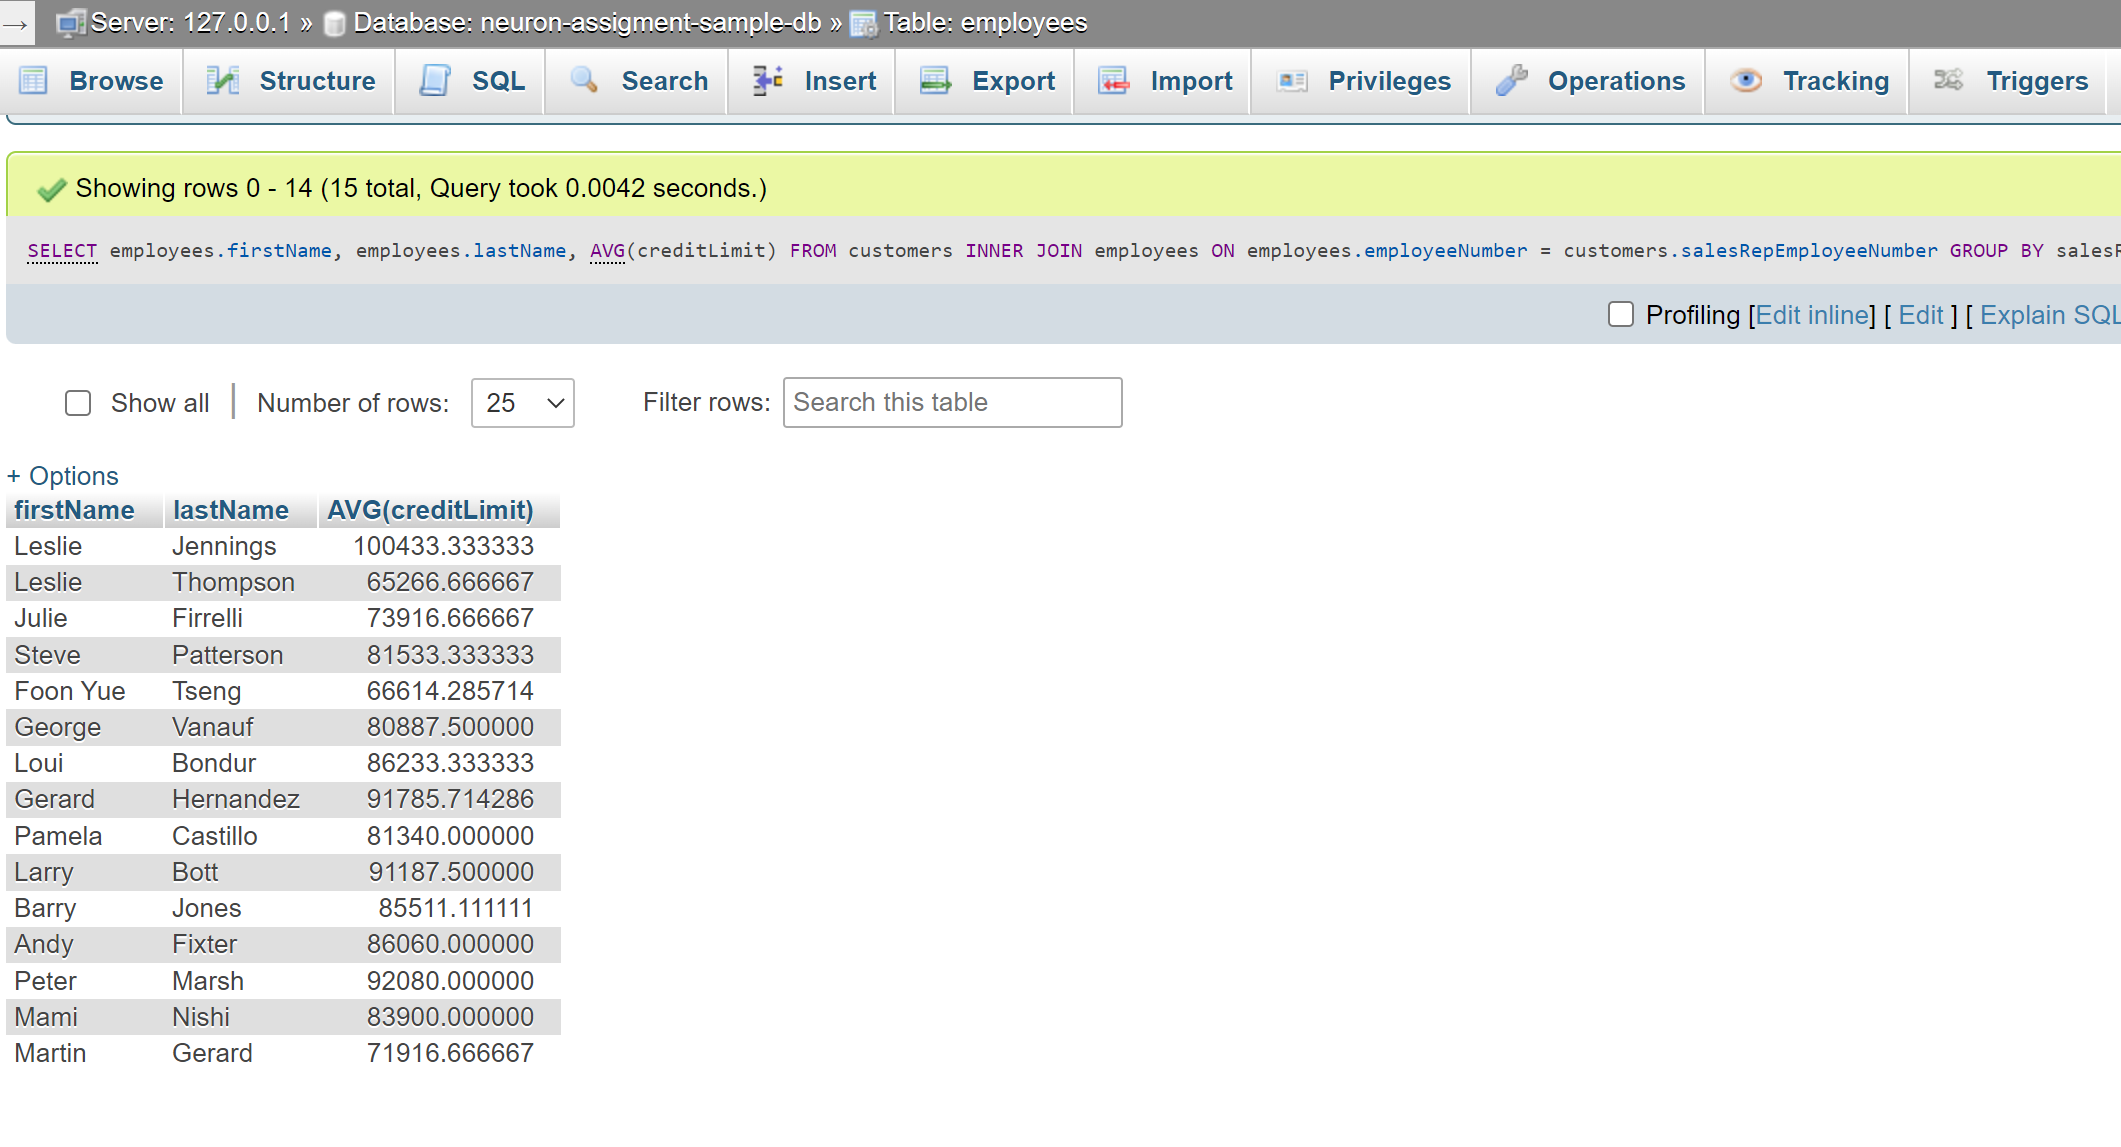 → Server: 127.0.0.1 » Database: neuron-assigment-sample-db » Table: employees
Browse Structure SQL Search Insert Export Import Privileges Operations Tracking Triggers
Showing rows 0 - 14 (15 total, Query took 0.0042 seconds.)
SELECT employees.firstName, employees.lastName, AVG(creditLimit) FROM customers INNER JOIN employees ON employees.employeeNumber = customers.salesRepEmployeeNumber GROUP BY
Profiling [Edit inline] [ Edit ] [ Explain SQL
Show all | Number of rows: 25 Filter rows: Search this table
+ Options
firstName lastName AVG(creditLimit)
Leslie Jennings 100433.333333
Leslie Thompson 65266.666667
Julie Firrelli 73916.666667
Steve Patterson 81533.333333
Foon Yue Tseng 66614.285714
George Vanauf 80887.500000
Loui Bondur 86233.333333
Gerard Hernandez 91785.714286
Pamela Castillo 81340.000000
Larry Bott 91187.500000
Barry Jones 85511.111111
Andy Fixter 86060.000000
Peter Marsh 92080.000000
Mami Nishi 83900.000000
Martin Gerard 71916.666667